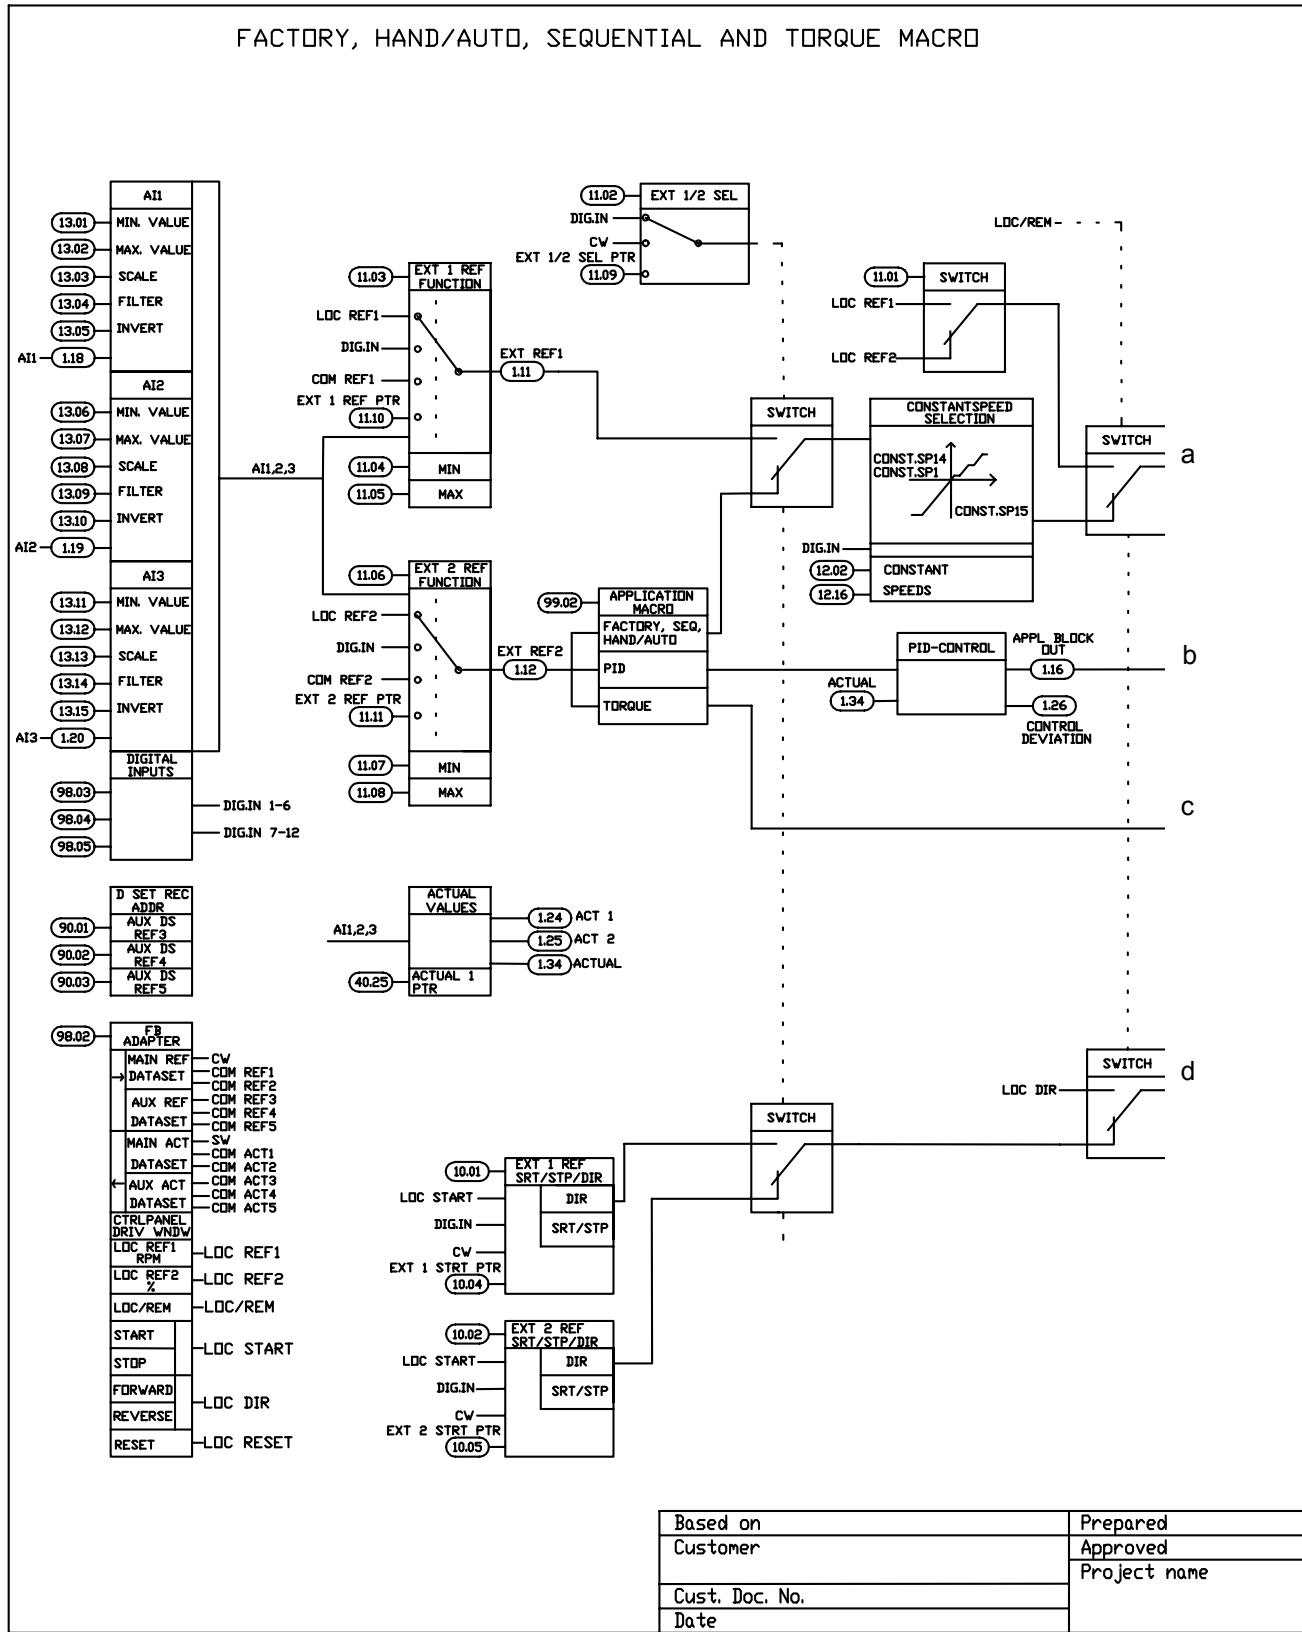 FACTORY, HAND/AUTO, SEQUENTIAL AND TORQUE MACRO
AI1
13.01 MIN. VALUE
13.02 MAX. VALUE
13.03 SCALE
13.04 FILTER
13.05 INVERT
AI1 1.18
AI2
13.06 MIN. VALUE
13.07 MAX. VALUE
13.08 SCALE
13.09 FILTER
13.10 INVERT
AI2 1.19
AI3
13.11 MIN. VALUE
13.12 MAX. VALUE
13.13 SCALE
13.14 FILTER
13.15 INVERT
AI3 1.20
DIGITAL
INPUTS
98.03
98.04
98.05
DIG.IN 1-6
DIG.IN 7-12
AI1,2,3
11.03 EXT 1 REF
FUNCTION
LOC REF1
DIG.IN
COM REF1
EXT 1 REF PTR
11.10
11.04 MIN
11.05 MAX
EXT REF1
1.11
11.06 EXT 2 REF
FUNCTION
LOC REF2
DIG.IN
COM REF2
EXT 2 REF PTR
11.11
11.07 MIN
11.08 MAX
EXT REF2
1.12
11.02 EXT 1/2 SEL
DIG.IN
CW
EXT 1/2 SEL PTR
11.09
99.02 APPLICATION
MACRO
FACTORY, SEQ,
HAND/AUTO
PID
TORQUE
SWITCH
LOC/REM
11.01 SWITCH
LOC REF1
LOC REF2
CONSTANTSPEED
SELECTION
CONST.SP14
CONST.SP1
CONST.SP15
DIG.IN
12.02 CONSTANT
12.16 SPEEDS
SWITCH
a
PID-CONTROL
APPL BLOCK
OUT
1.16
b
ACTUAL
1.34
1.26
CONTROL
DEVIATION
c
D SET REC
ADDR
90.01 AUX DS
REF3
90.02 AUX DS
REF4
90.03 AUX DS
REF5
ACTUAL
VALUES
AI1,2,3
1.24 ACT 1
1.25 ACT 2
1.34 ACTUAL
40.25 ACTUAL 1
PTR
98.02 FB
ADAPTER
MAIN REF
DATASET
CW
COM REF1
COM REF2
AUX REF
DATASET
COM REF3
COM REF4
COM REF5
MAIN ACT
DATASET
SW
COM ACT1
COM ACT2
AUX ACT
DATASET
COM ACT3
COM ACT4
COM ACT5
CTRLPANEL
DRIV WNDW
LOC REF1
RPM
LOC REF1
LOC REF2
%
LOC REF2
LOC/REM LOC/REM
START
STOP
LOC START
FORWARD
REVERSE
LOC DIR
RESET LOC RESET
10.01 EXT 1 REF
SRT/STP/DIR
LOC START DIR
DIG.IN SRT/STP
CW
EXT 1 STRT PTR
10.04
10.02 EXT 2 REF
SRT/STP/DIR
LOC START DIR
DIG.IN SRT/STP
CW
EXT 2 STRT PTR
10.05
SWITCH
LOC DIR
SWITCH
d
Based on
Customer
Cust. Doc. No.
Date
Prepared
Approved
Project name